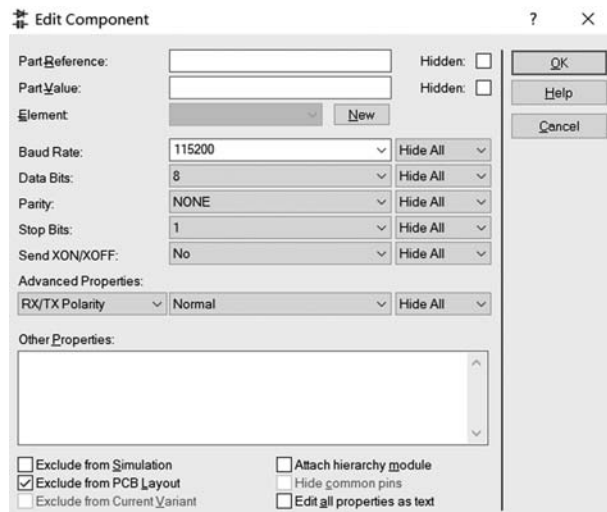 Edit Component
? ×
Part Reference:
Hidden:
OK
Part Value:
Hidden:
Help
Element:
New
Cancel
Baud Rate:
115200
Hide All
Data Bits:
8
Hide All
Parity:
NONE
Hide All
Stop Bits:
1
Hide All
Send XON/XOFF:
No
Hide All
Advanced Properties:
RX/TX Polarity
Normal
Hide All
Other Properties:
Exclude from Simulation
Attach hierarchy module
Exclude from PCB Layout
Hide common pins
Exclude from Current Variant
Edit all properties as text